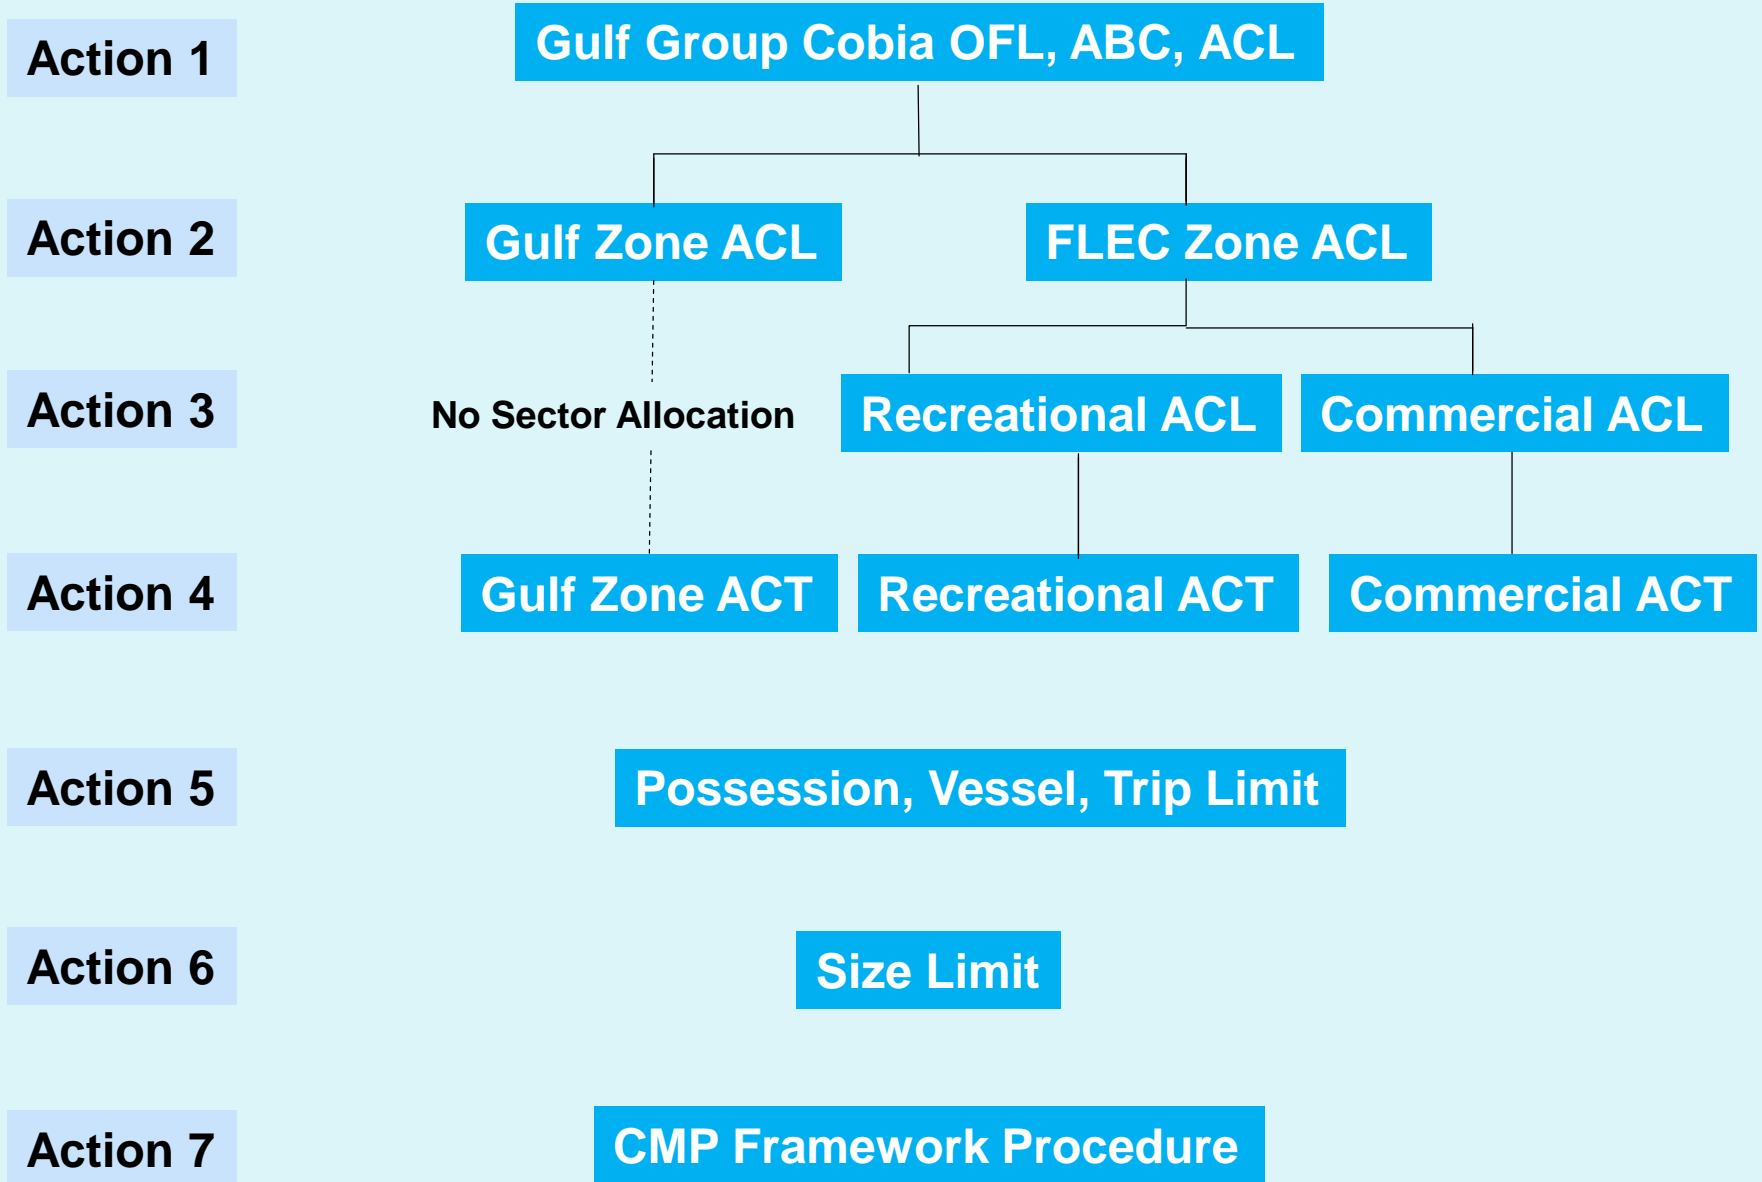 Action 1
Gulf Group Cobia OFL, ABC, ACL
Action 2
Gulf Zone ACL
FLEC Zone ACL
Action 3
No Sector Allocation
Recreational ACL
Commercial ACL
Action 4
Gulf Zone ACT
Recreational ACT
Commercial ACT
Action 5
Possession, Vessel, Trip Limit
Action 6
Size Limit
Action 7
CMP Framework Procedure